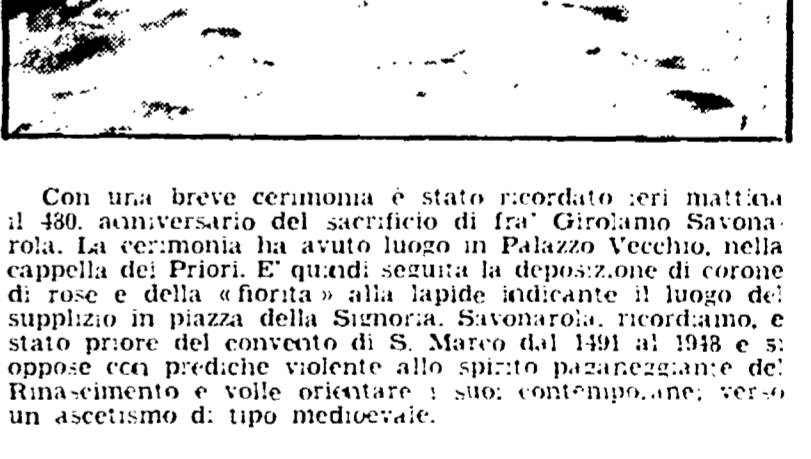 Con una breve cerimonia è stato ricordato ieri mattina
il 480. anniversario del sacrificio di fra' Girolamo Savona-
rola. La cerimonia ha avuto luogo in Palazzo Vecchio, nella
cappella dei Priori. E' quindi seguita la deposizione di corone
di rose e della «fiorita» alla lapide indicante il luogo del
supplizio in piazza della Signoria. Savonarola, ricordiamo, è
stato priore del convento di S. Marco dal 1491 al 1948 e si
oppose con prediche violente allo spirito paganeggiante del
Rinascimento e volle orientare i suoi contemporanei verso
un ascetismo di tipo medioevale.